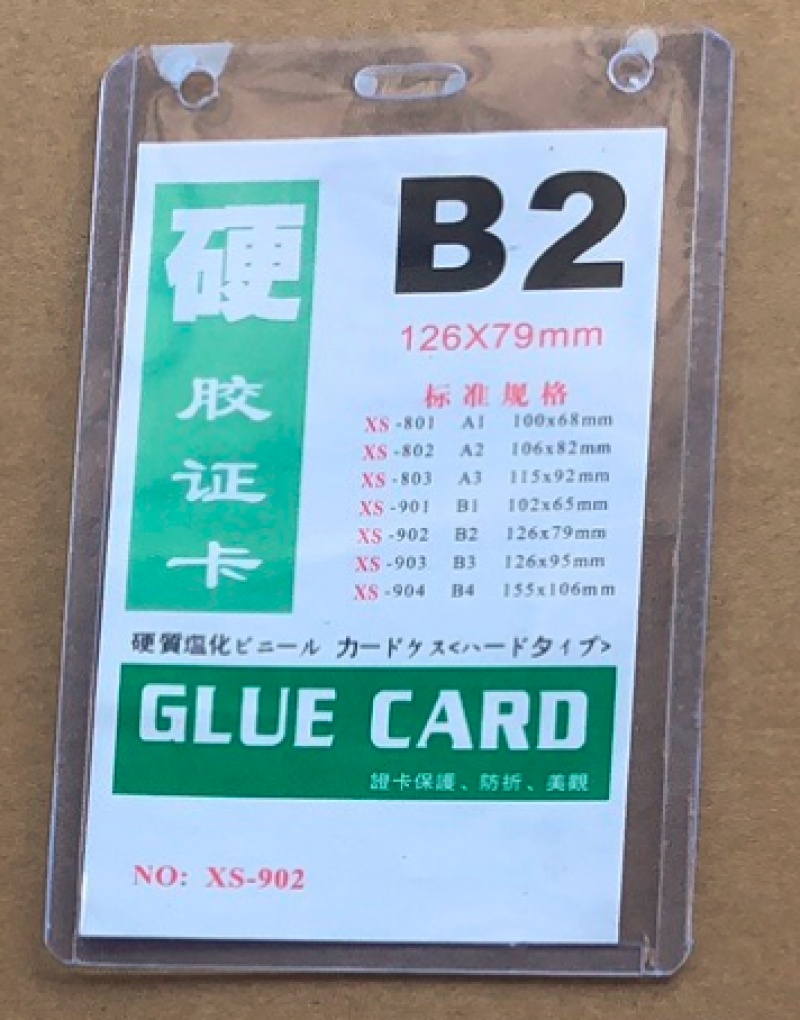 硬胶证卡
B2
126X79mm
标准规格
XS-801 A1 100x68mm
XS-802 A2 106x82mm
XS-803 A3 115x92mm
XS-901 B1 102x65mm
XS-902 B2 126x79mm
XS-903 B3 126x95mm
XS-904 B4 155x106mm
硬質塩化ビニール カードケス<ハードタイプ>
GLUE CARD
證卡保護、防折、美觀
NO: XS-902